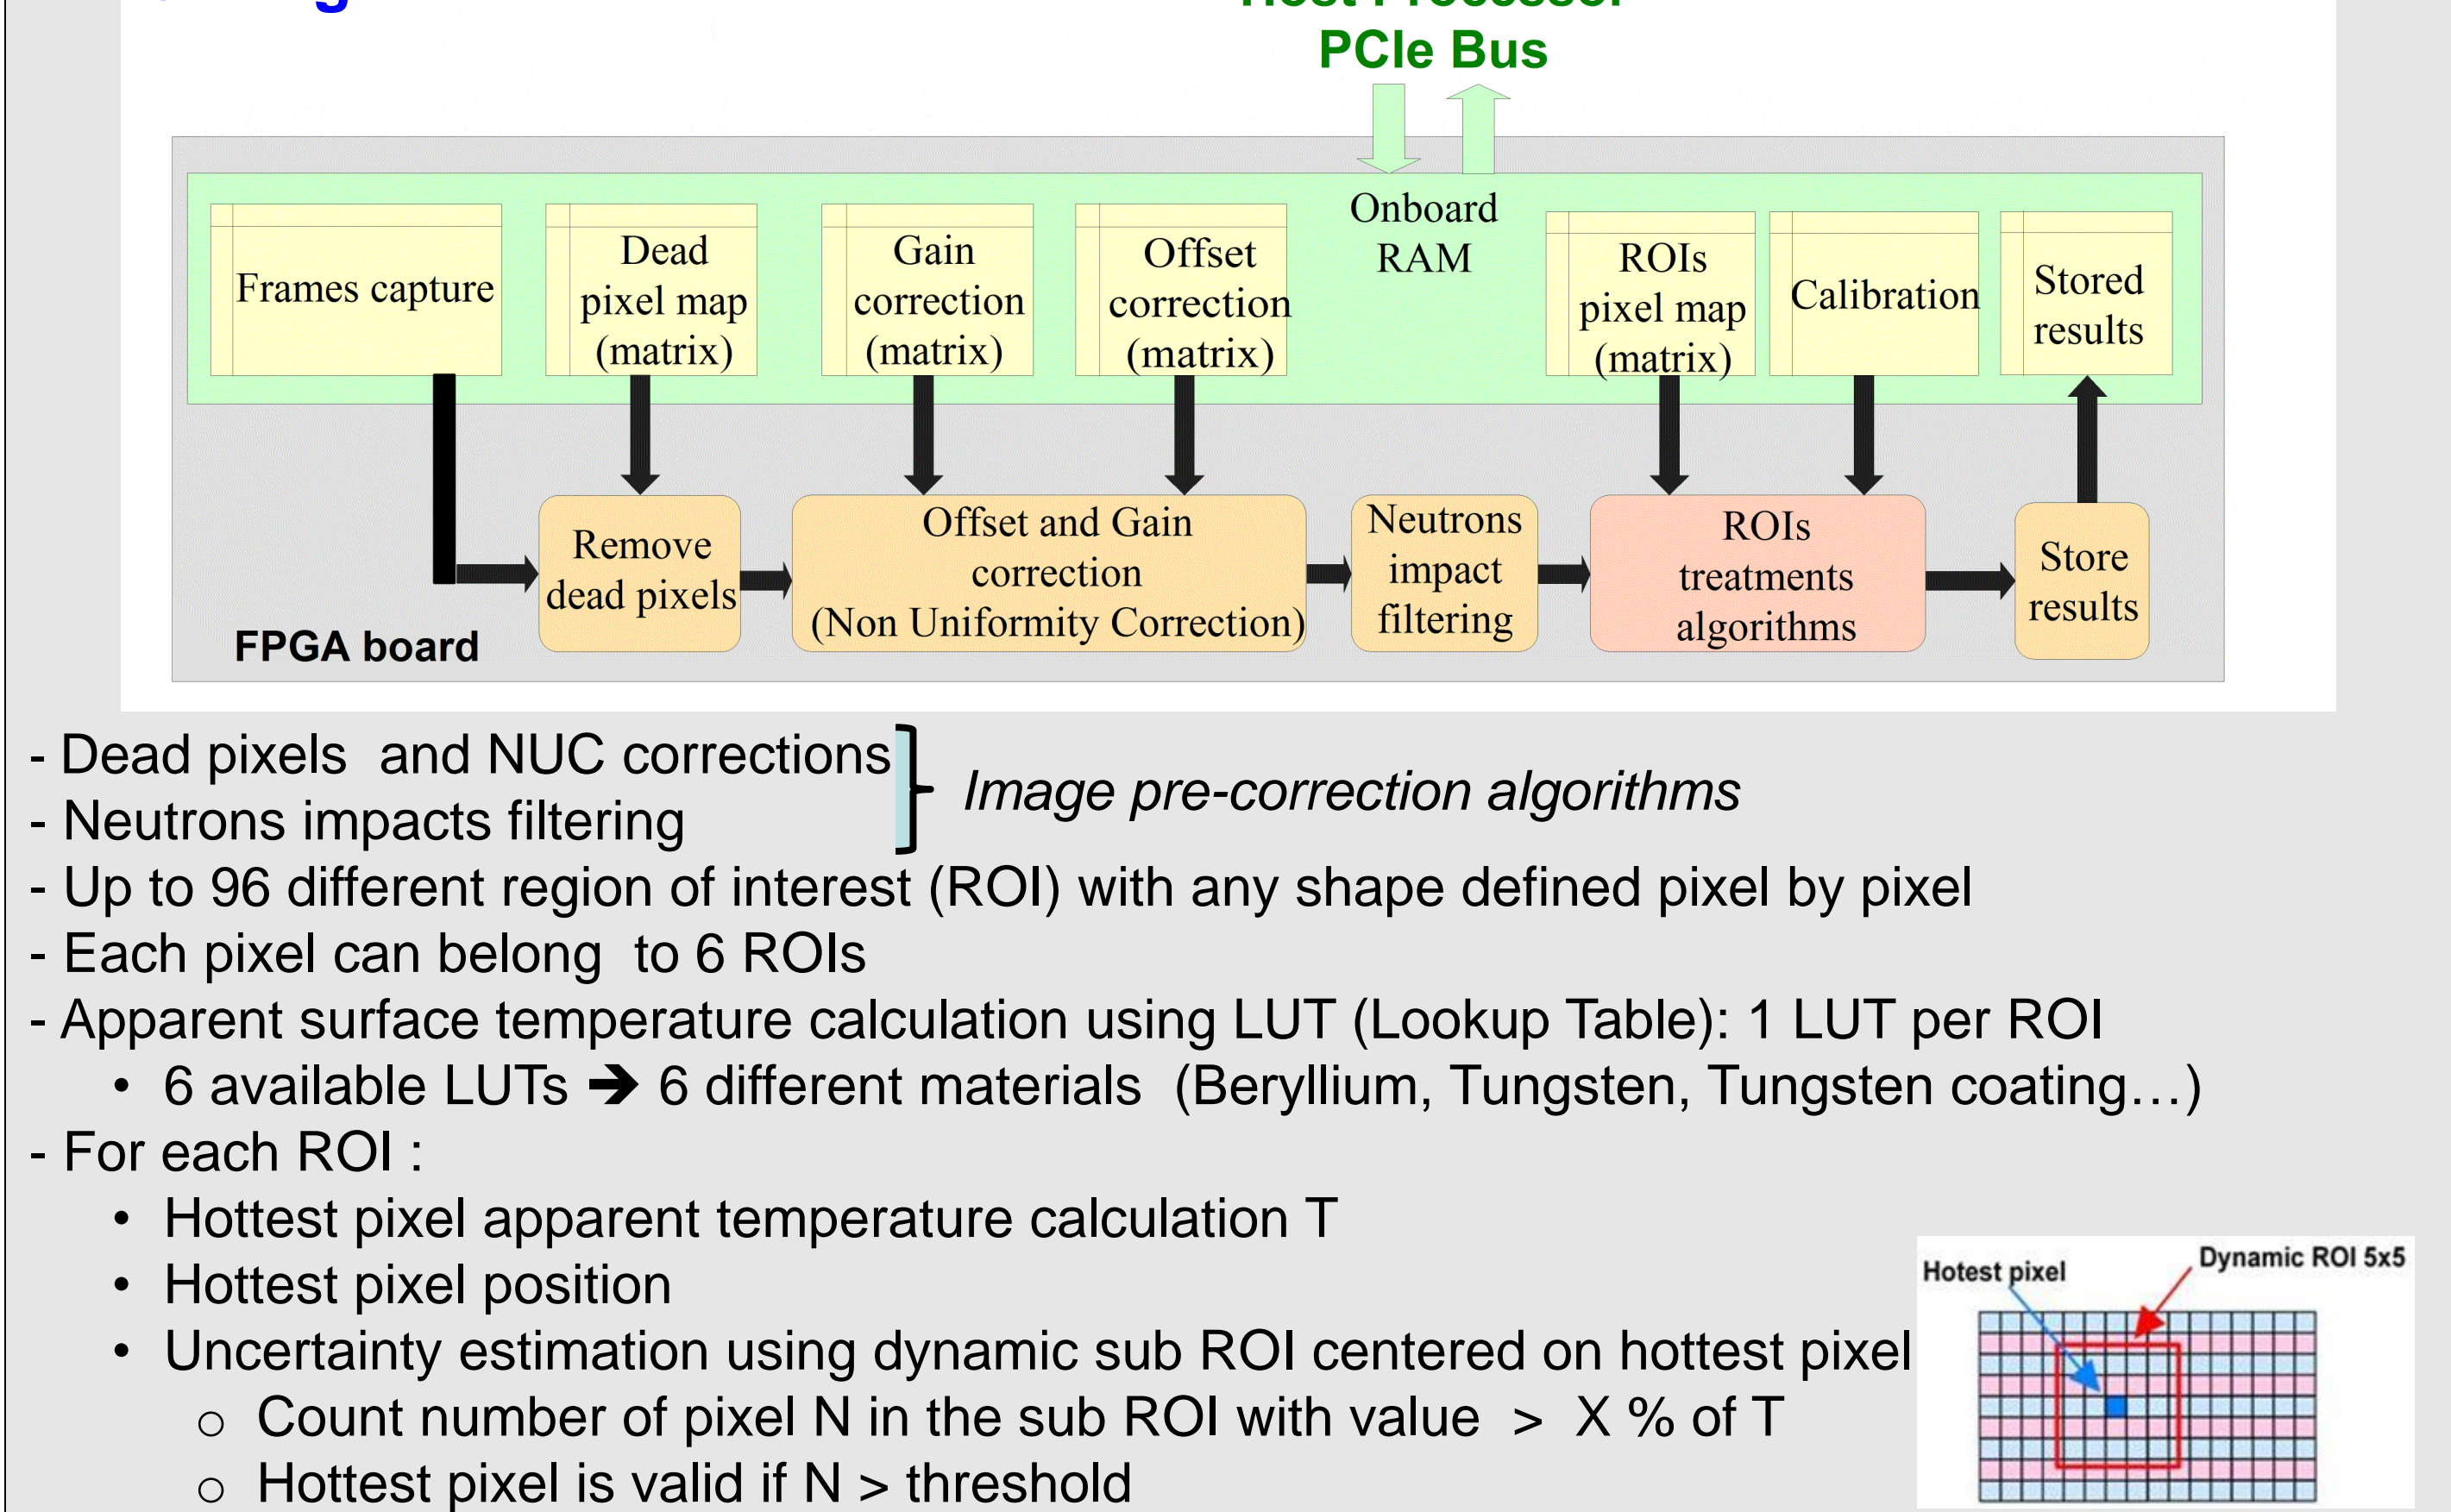 Host Processor
PCIe Bus
Onboard
RAM
Frames capture
Dead
pixel map
(matrix)
Gain
correction
(matrix)
Offset
correction
(matrix)
ROIs
pixel map
(matrix)
Calibration
Stored
results
Remove
dead pixels
Offset and Gain
correction
(Non Uniformity Correction)
Neutrons
impact
filtering
ROIs
treatments
algorithms
Store
results
FPGA board
- Dead pixels and NUC corrections
- Neutrons impacts filtering
Image pre-correction algorithms
- Up to 96 different region of interest (ROI) with any shape defined pixel by pixel
- Each pixel can belong to 6 ROIs
- Apparent surface temperature calculation using LUT (Lookup Table): 1 LUT per ROI
• 6 available LUTs ➔ 6 different materials (Beryllium, Tungsten, Tungsten coating…)
- For each ROI :
• Hottest pixel apparent temperature calculation T
• Hottest pixel position
• Uncertainty estimation using dynamic sub ROI centered on hottest pixel
○ Count number of pixel N in the sub ROI with value > X % of T
○ Hottest pixel is valid if N > threshold
Hotest pixel
Dynamic ROI 5x5